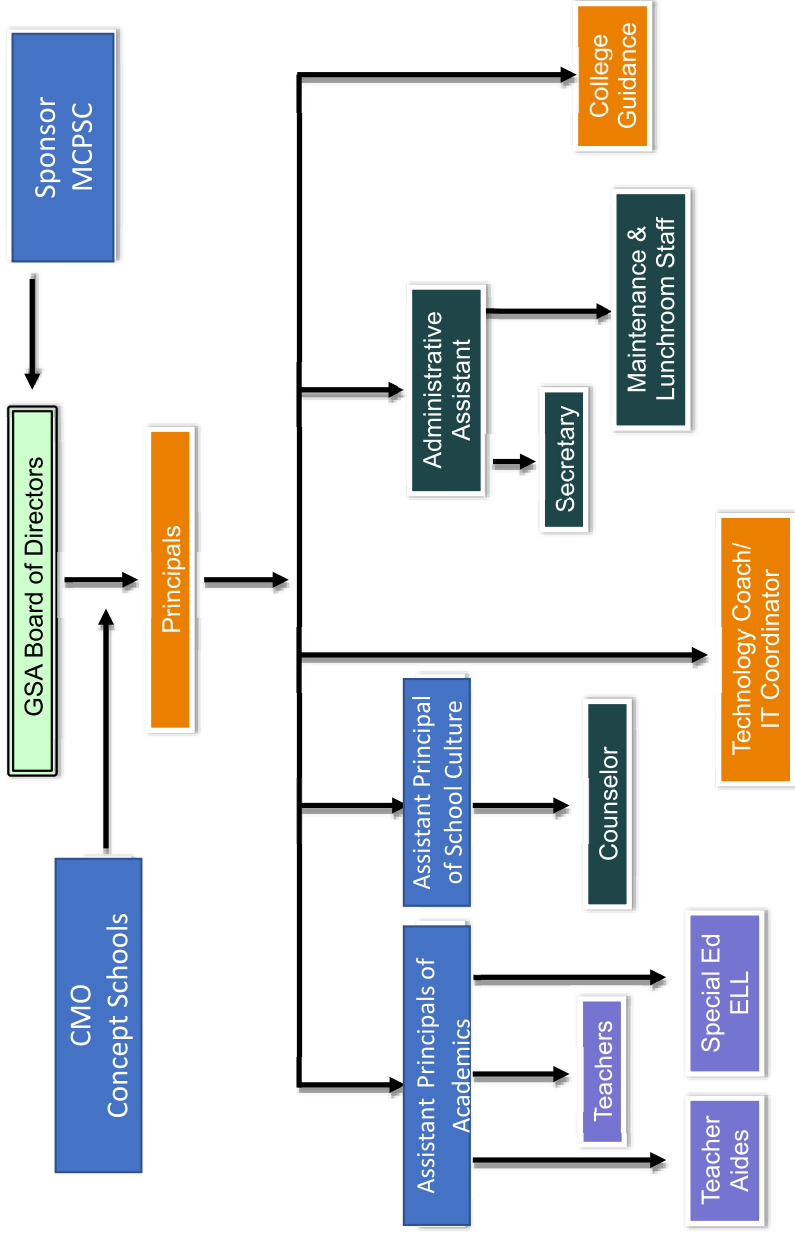 Sponsor
MCPSC
GSA Board of Directors
CMO
Concept Schools
Principals
Assistant Principals of
Academics
Assistant Principal
of School Culture
Administrative
Assistant
College
Guidance
Teachers
Counselor
Secretary
Maintenance &
Lunchroom Staff
Teacher
Aides
Special Ed
ELL
Technology Coach/
IT Coordinator